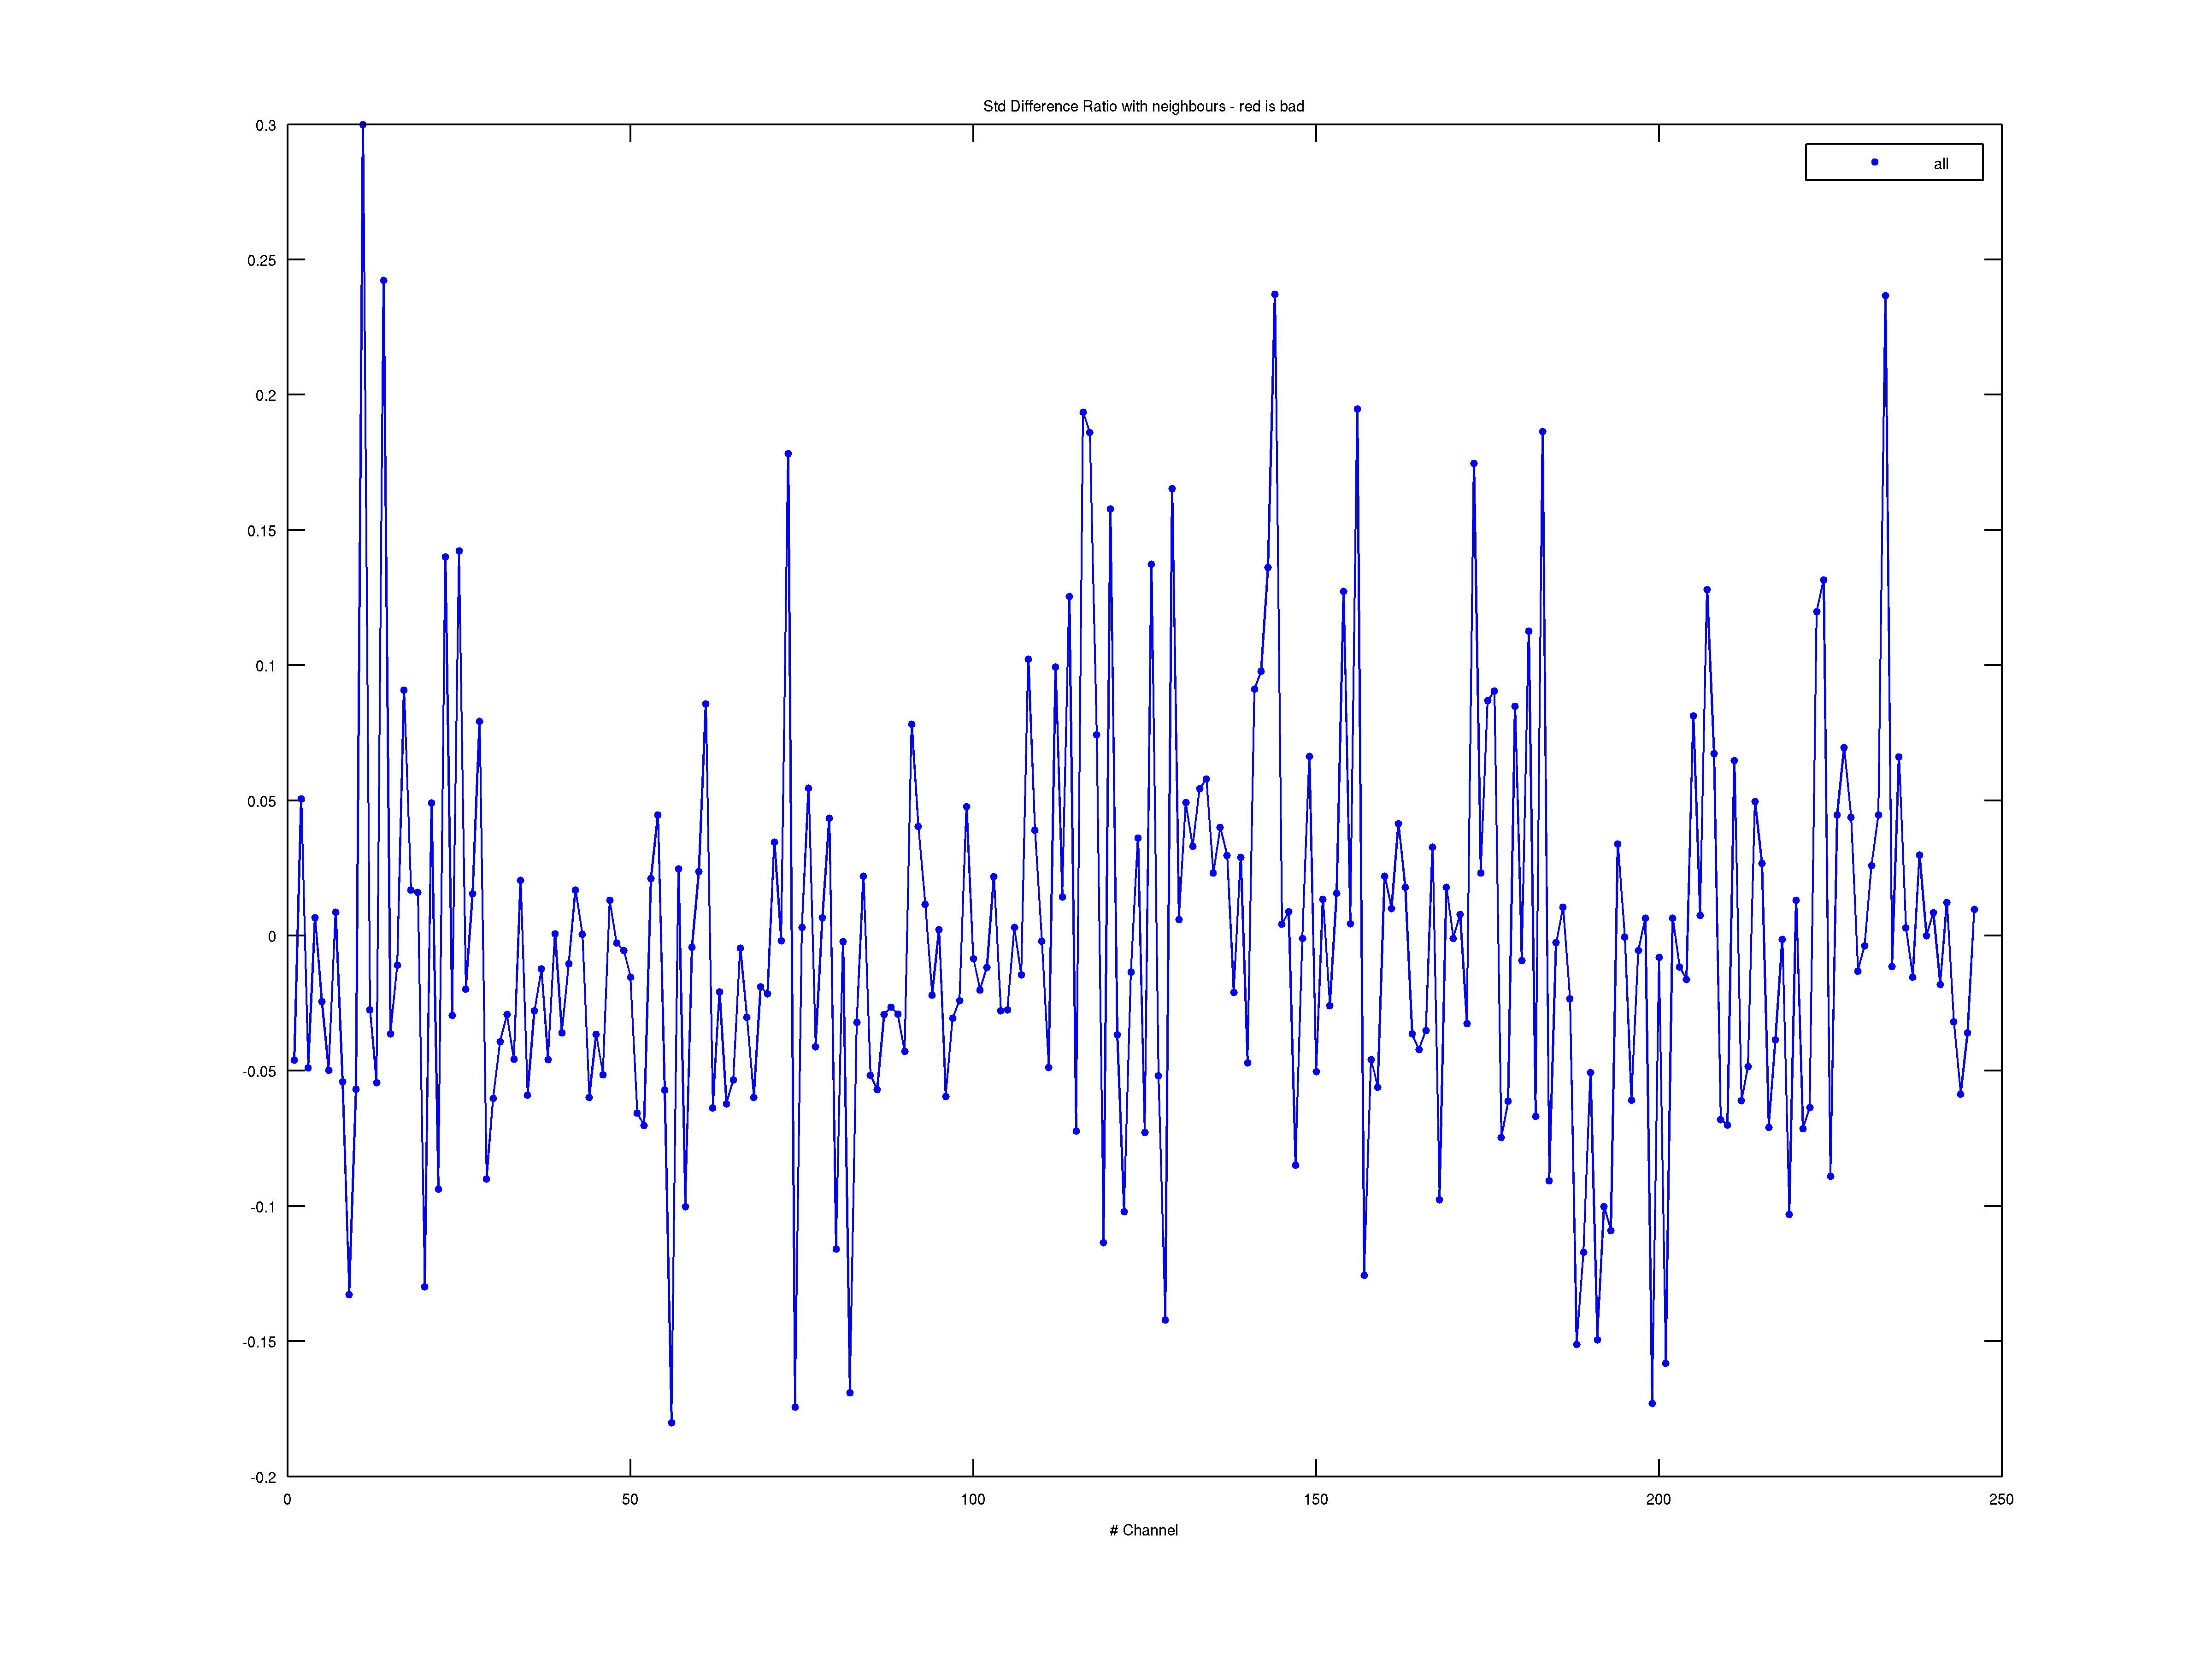 Std Difference Ratio with neighbours - red is bad
all
0.3
0.25
0.2
0.15
0.1
0.05
0
-0.05
-0.1
-0.15
-0.2
0 50 100 150 200 250
# Channel